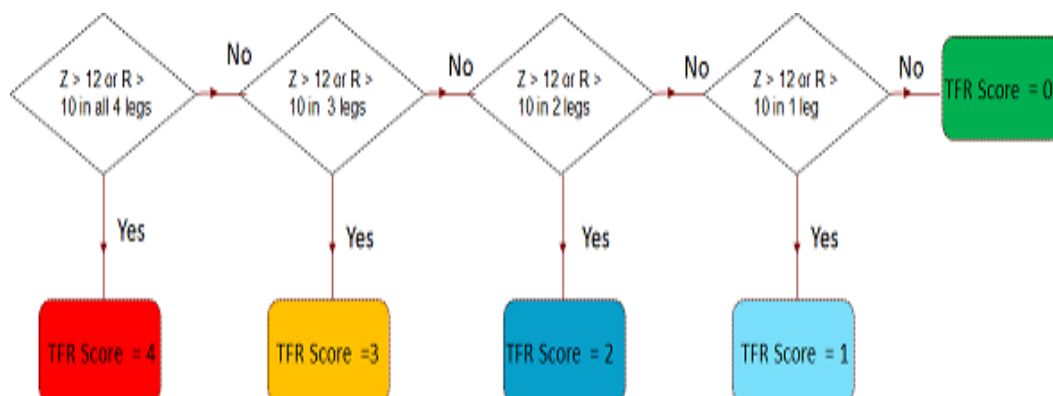 Z > 12 or R >
10 in all 4 legs
No
Z > 12 or R >
10 in 3 legs
No
Z > 12 or R >
10 in 2 legs
No
Z > 12 or R >
10 in 1 leg
No
TFR Score = 0
Yes
Yes
Yes
Yes
TFR Score = 4
TFR Score =3
TFR Score = 2
TFR Score = 1